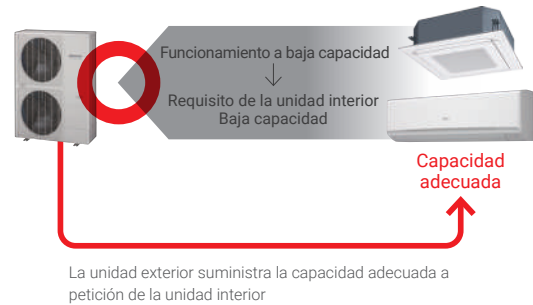 Funcionamiento a baja capacidad
Requisito de la unidad interior
Baja capacidad
Capacidad
adecuada
La unidad exterior suministra la capacidad adecuada a
petición de la unidad interior